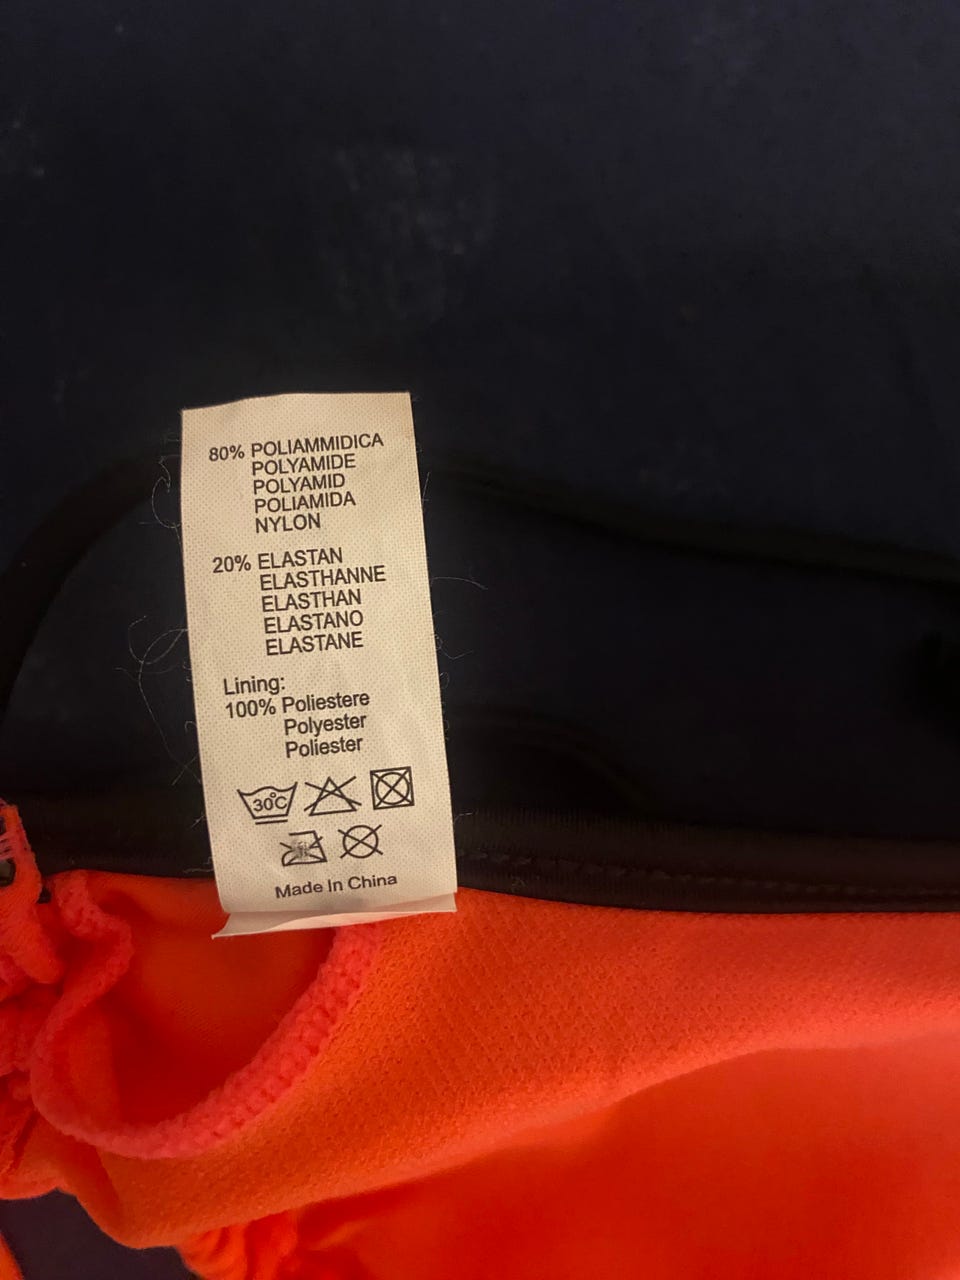 80% POLIAMMIDICA
POLYAMIDE
POLYAMID
POLIAMIDA
NYLON
20% ELASTAN
ELASTHANNE
ELASTHAN
ELASTANO
ELASTANE
Lining:
100% Poliestere
Polyester
Poliester
30°C
Made In China